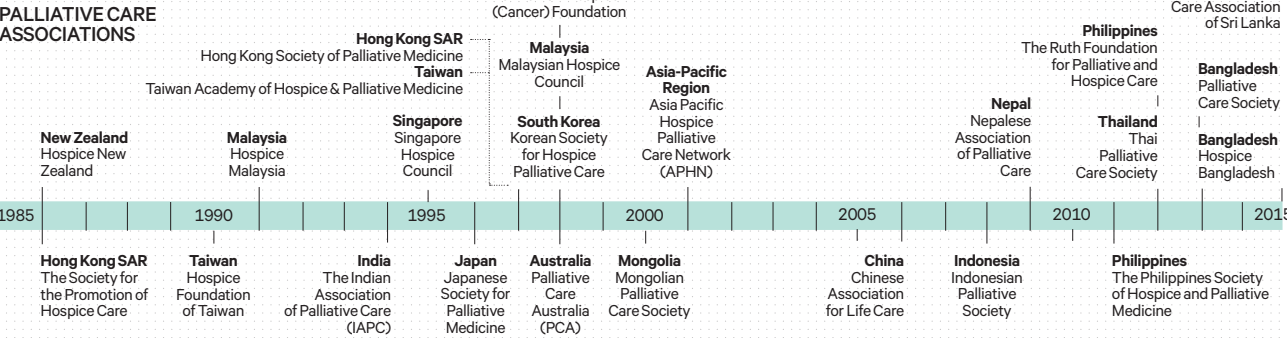 PALLIATIVE CARE
ASSOCIATIONS
(Cancer) Foundation
Care Association
of Sri Lanka
Hong Kong SAR
Hong Kong Society of Palliative Medicine
Taiwan
Taiwan Academy of Hospice & Palliative Medicine
Malaysia
Malaysian Hospice
Council
Philippines
The Ruth Foundation
for Palliative and
Hospice Care
Asia-Pacific
Region
Asia Pacific
Hospice
Palliative
Care Network
(APHN)
Bangladesh
Palliative
Care Society
New Zealand
Hospice New
Zealand
Malaysia
Hospice
Malaysia
Singapore
Singapore
Hospice
Council
South Korea
Korean Society
for Hospice
Palliative Care
Nepal
Nepalese
Association
of Palliative
Care
Thailand
Thai
Palliative
Care Society
Bangladesh
Hospice
Bangladesh
1985 1990 1995 2000 2005 2010 2015
Hong Kong SAR
The Society for
the Promotion of
Hospice Care
Taiwan
Hospice
Foundation
of Taiwan
India
The Indian
Association
of Palliative Care
(IAPC)
Japan
Japanese
Society for
Palliative
Medicine
Australia
Palliative
Care
Australia
(PCA)
Mongolia
Mongolian
Palliative
Care Society
China
Chinese
Association
for Life Care
Indonesia
Indonesian
Palliative
Society
Philippines
The Philippines Society
of Hospice and Palliative
Medicine